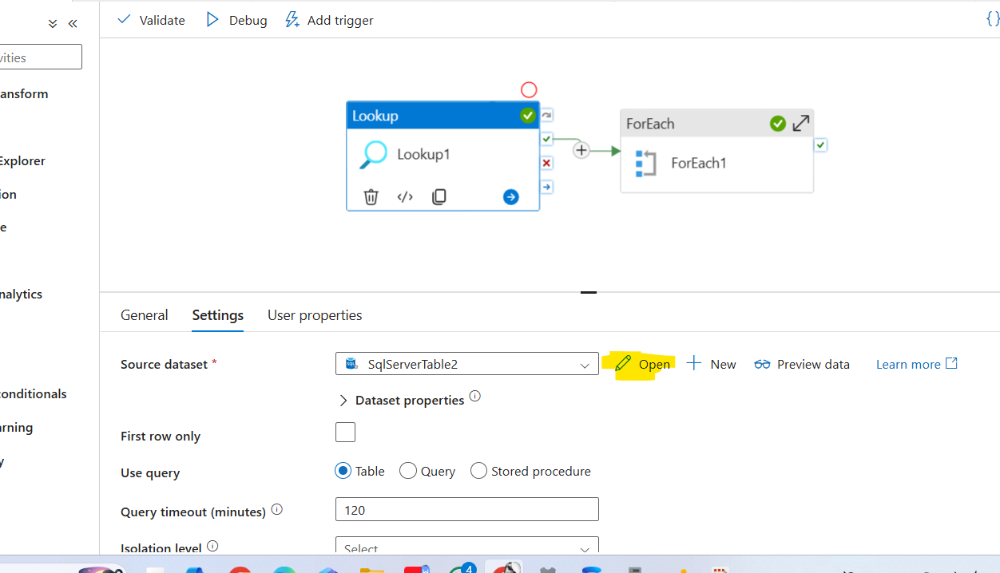 Validate Debug Add trigger {}
vities
ansform
Explorer
ion
e
nalytics
onditionals
rning
y
Lookup
Lookup1
</>
ForEach
ForEach1
General Settings User properties
Source dataset * SqlServerTable2 Open New Preview data Learn more
Dataset properties
First row only
Use query Table Query Stored procedure
Query timeout (minutes) 120
Isolation level Select
4